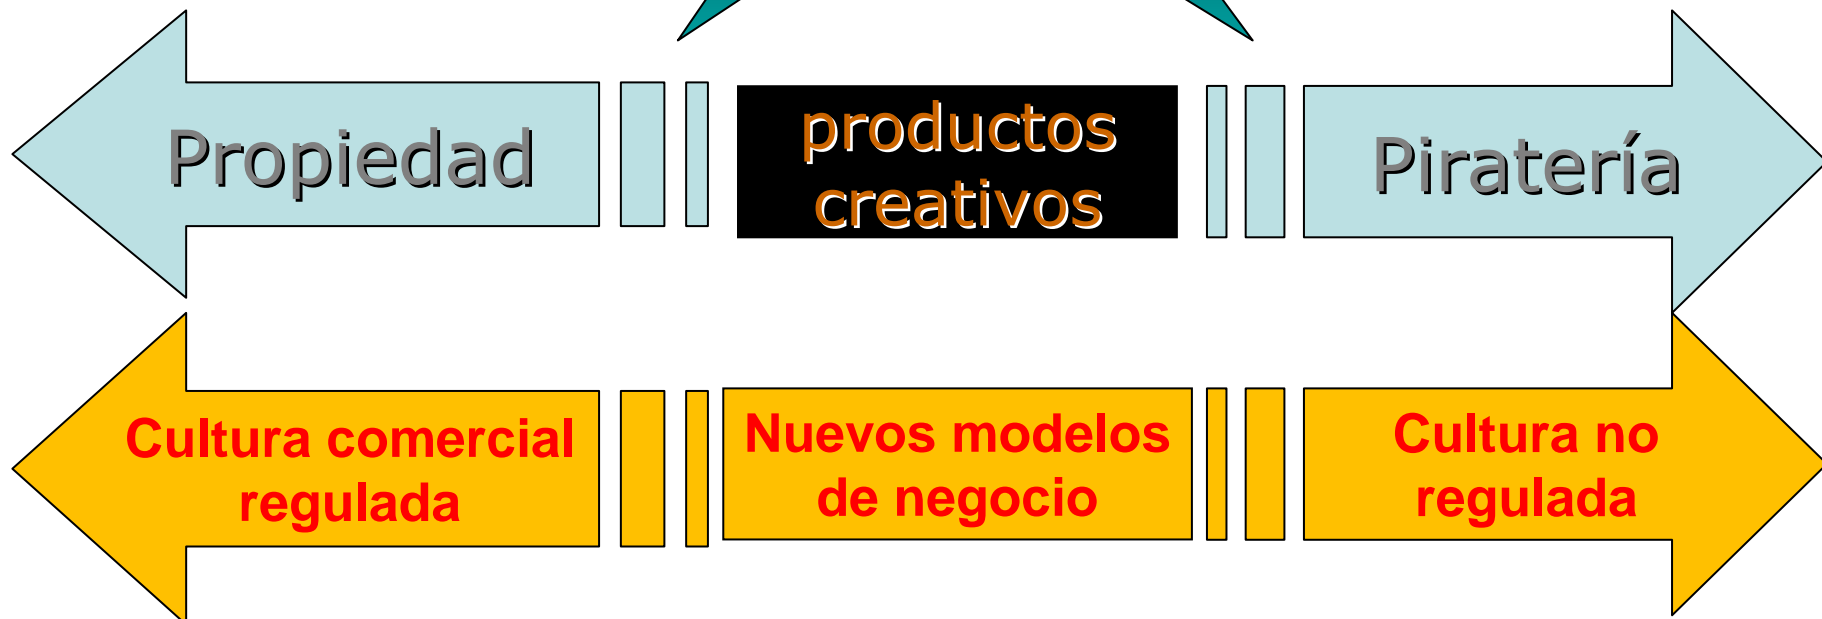 Propiedad
productos
creativos
Piratería
Cultura comercial
regulada
Nuevos modelos
de negocio
Cultura no
regulada